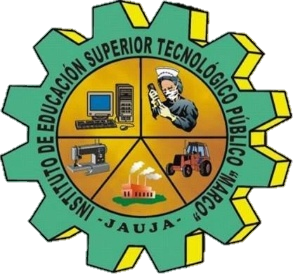 INSTITUTO DE EDUCACIÓN SUPERIOR TECNOLÓGICO PÚBLICO "MARCO"
- JAUJA -